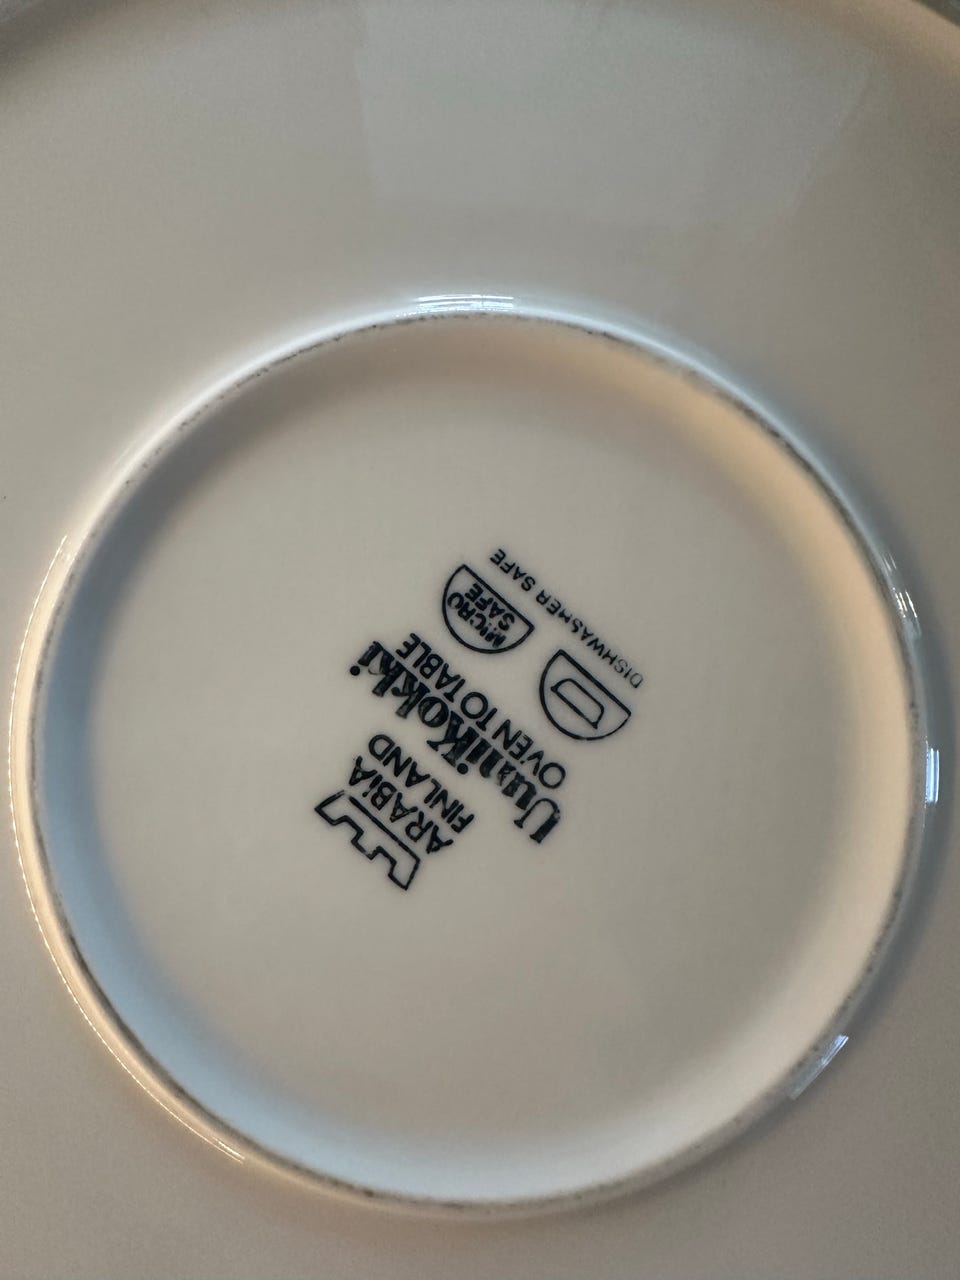 ARABIA
FINLAND
UuniKokki
OVEN TO TABLE
MICRO
SAFE
DISHWASHER SAFE